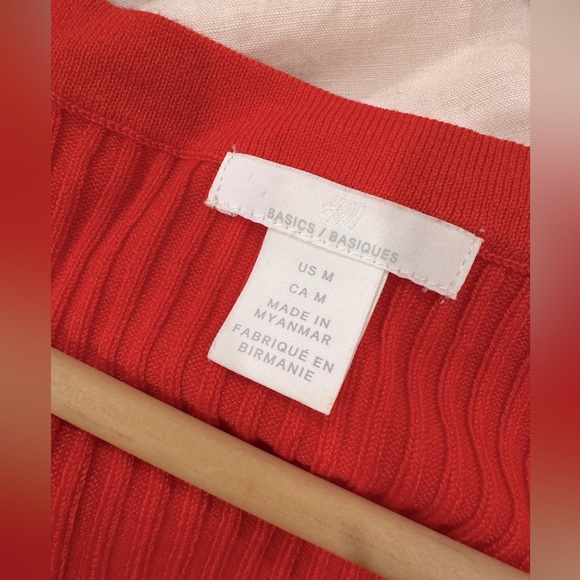 H&M
BASICS / BASIQUES
US M
CA M
MADE IN
MYANMAR
FABRIQUÉ EN
BIRMANIE